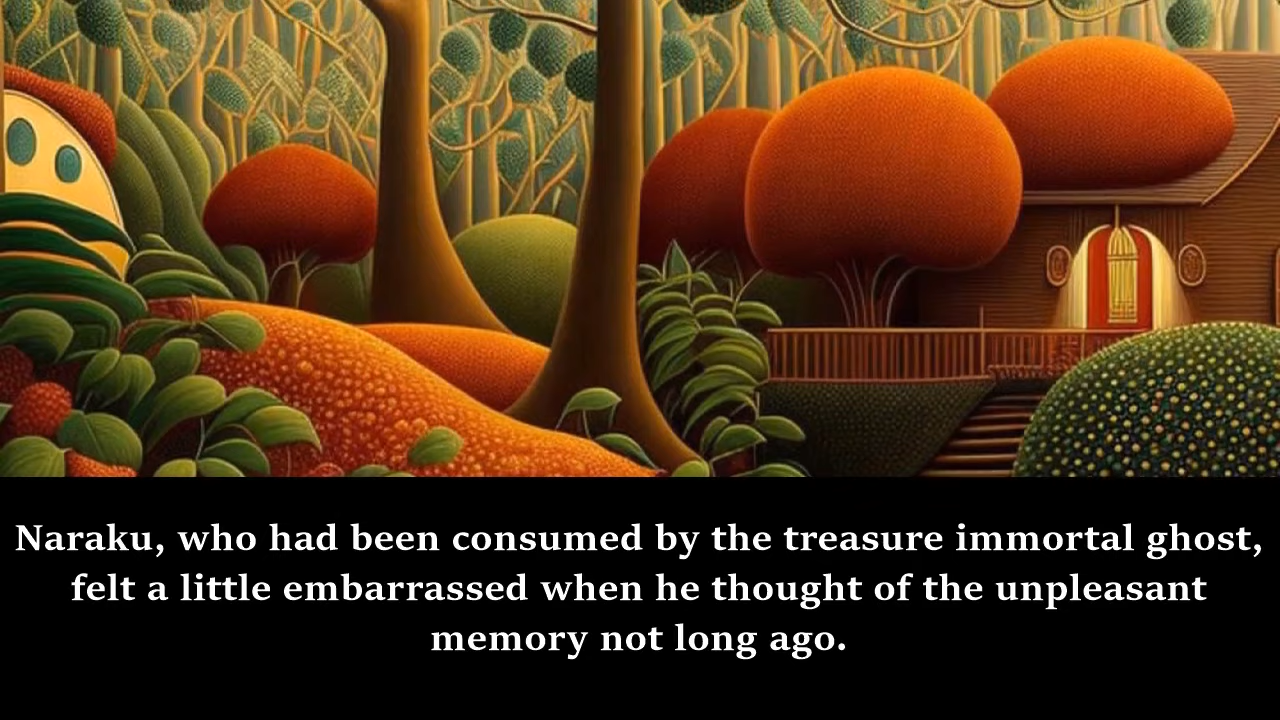 Naraku, who had been consumed by the treasure immortal ghost,
felt a little embarrassed when he thought of the unpleasant
memory not long ago.